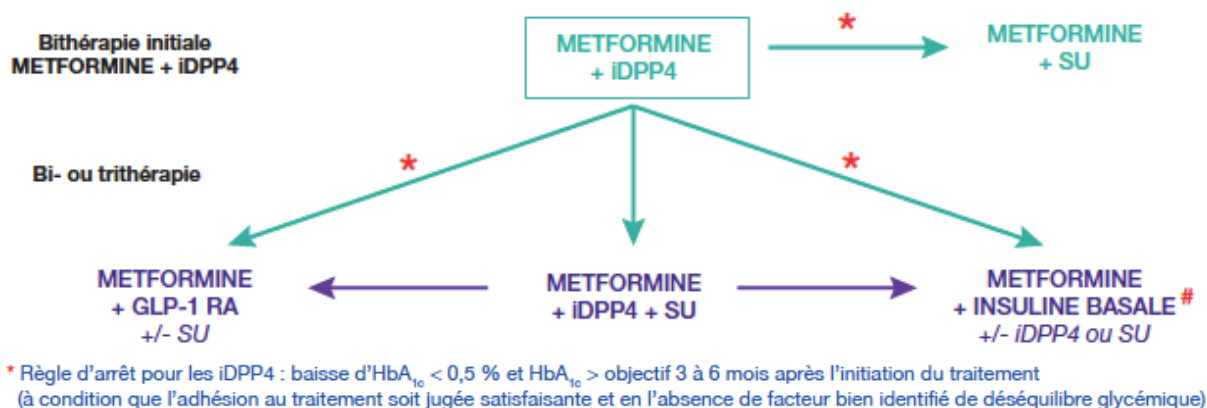 Bithérapie initiale
METFORMINE + iDPP4
METFORMINE
+ iDPP4
*
METFORMINE
+ SU
Bi- ou trithérapie
*
*
METFORMINE
+ GLP-1 RA
+/- SU
METFORMINE
+ iDPP4 + SU
METFORMINE
+ INSULINE BASALE #
+/- iDPP4 ou SU
* Règle d'arrêt pour les iDPP4 : baisse d'HbA1c < 0,5 % et HbA1c > objectif 3 à 6 mois après l'initiation du traitement
(à condition que l'adhésion au traitement soit jugée satisfaisante et en l'absence de facteur bien identifié de déséquilibre glycémique)